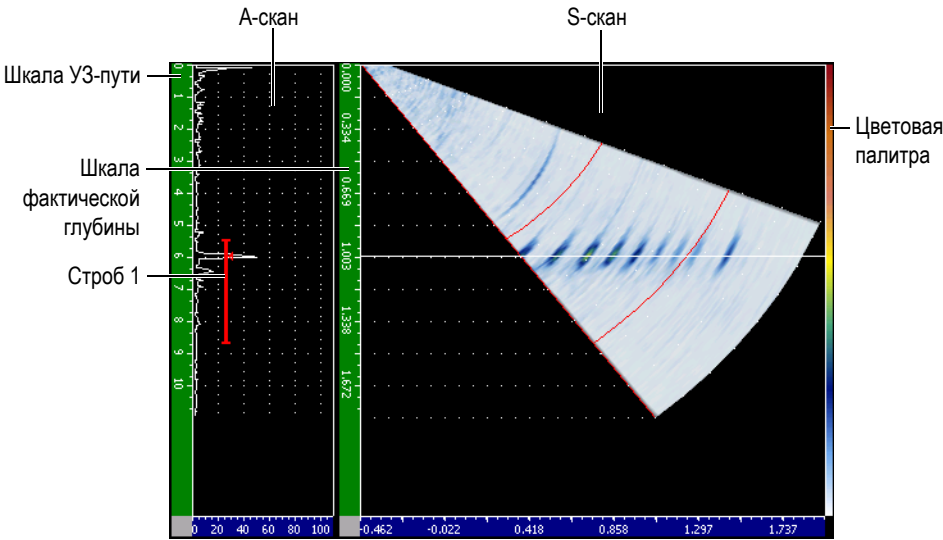 А-скан
S-скан
Шкала УЗ-пути
Шкала
фактической
глубины
Строб 1
Цветовая
палитра
0
1
2
3
4
5
6
7
8
9
10
0.000
0.334
0.669
1.003
1.338
1.672
0 20 40 60 80 100
-0.462 -0.022 0.418 0.858 1.297 1.737